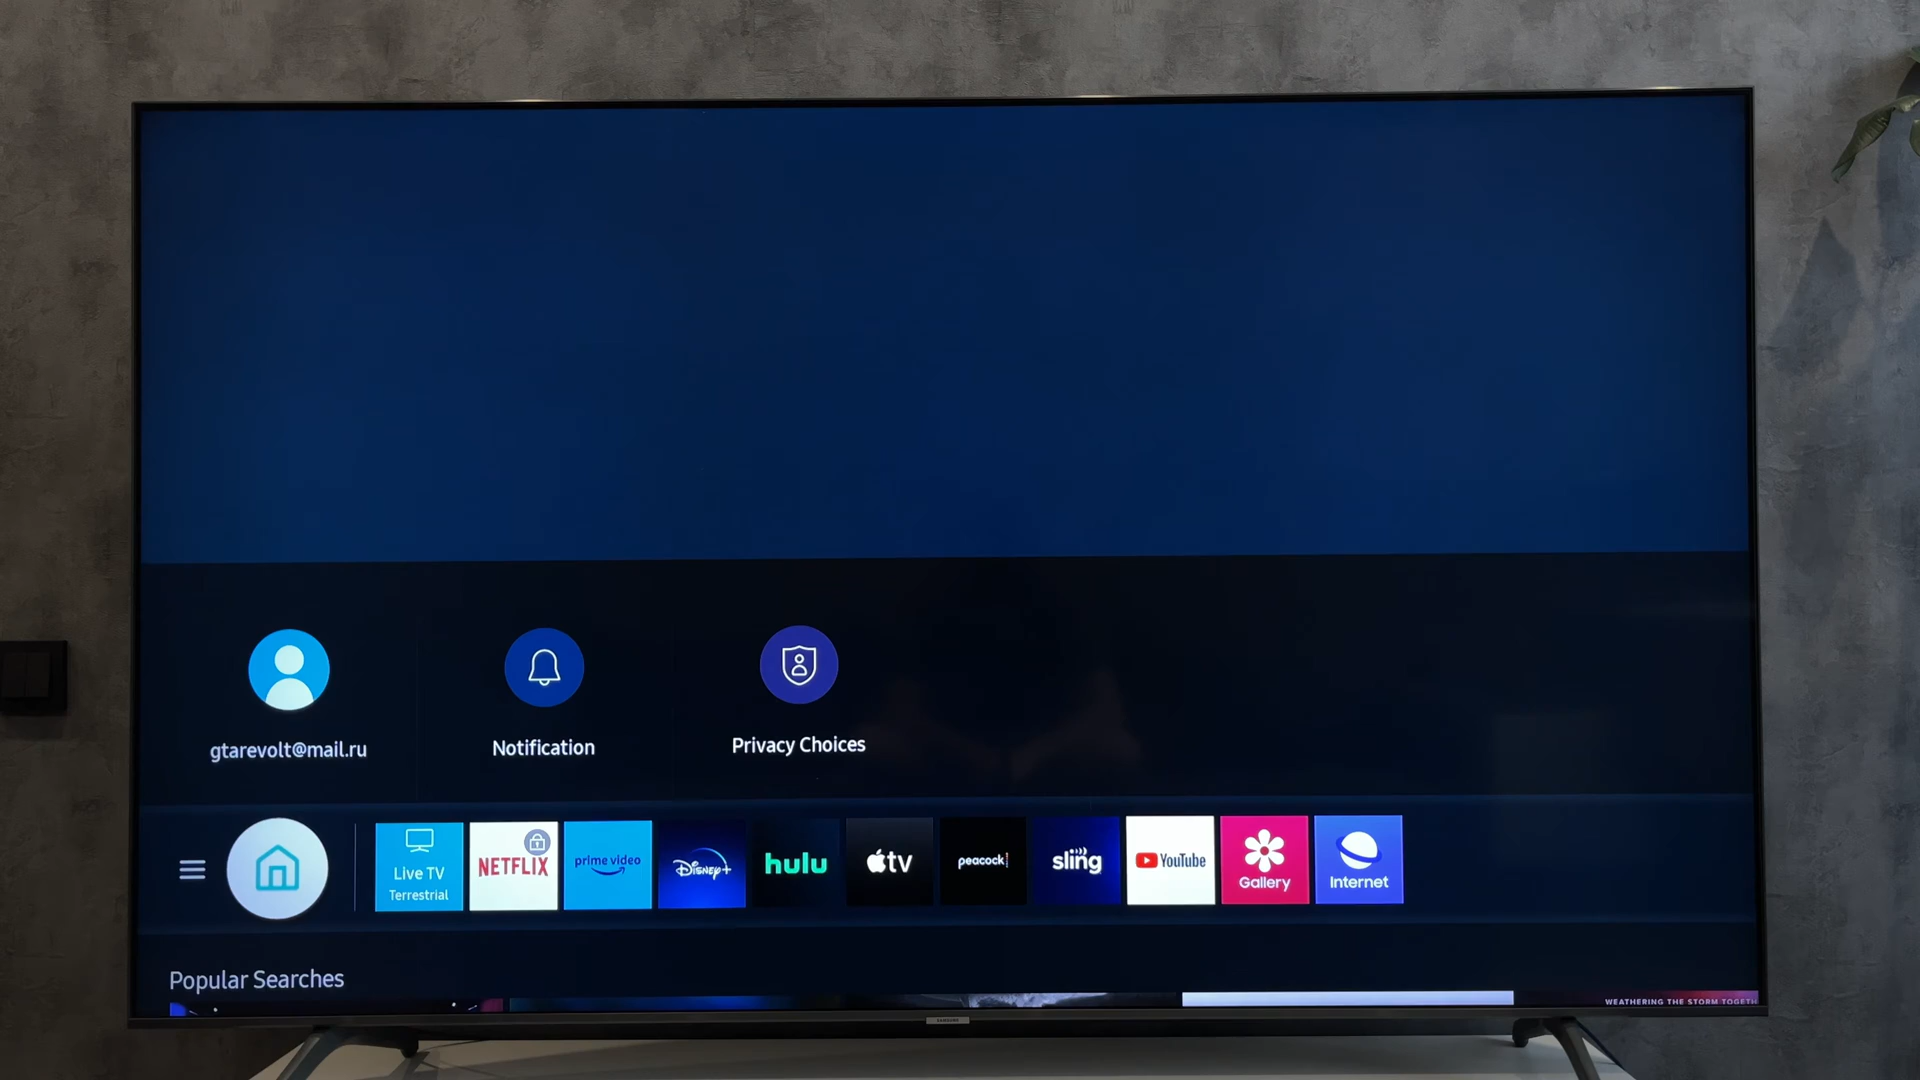 gtarevolt@mail.ru
Notification
Privacy Choices
Live TV
Terrestrial
NETFLIX
prime video
Disney+
hulu
tv
peacock
sling
YouTube
Gallery
Internet
Popular Searches
WEATHERING THE STORM TOGETH
SAMSUNG